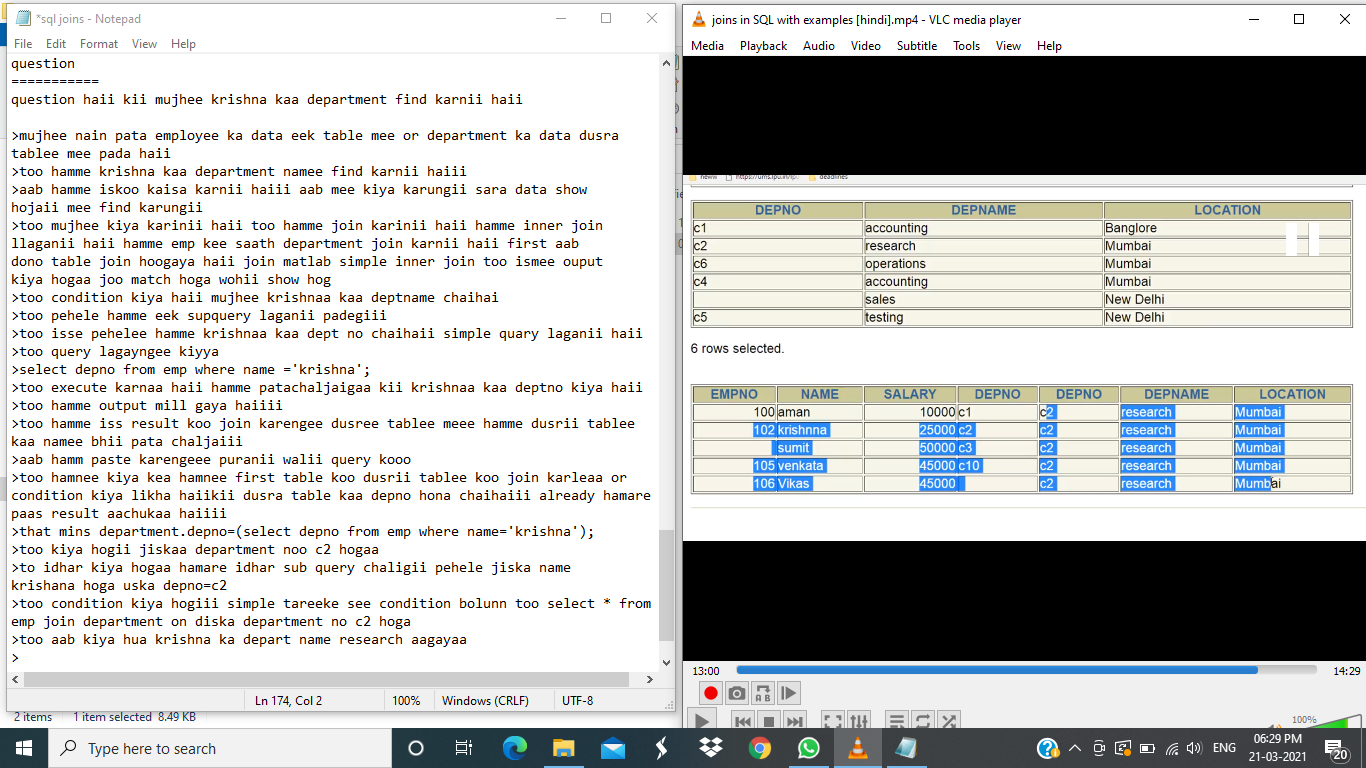 *sql joins - Notepad
File Edit Format View Help
question
===========
question haii kii mujhee krishna kaa department find karnii haii
>mujhee nain pata employee ka data eek table mee or department ka data dusra
tablee mee pada haii
>too hamme krishna kaa department namee find karnii haiii
>aab hamme iskoo kaisa karnii haiii aab mee kiya karungii sara data show
hojaii mee find karungii
>too mujhee kiya karinii haii too hamme join karinii haii hamme inner join
llaganii haii hamme emp kee saath department join karnii haii first aab
dono table join hoogaya haii join matlab simple inner join too ismee ouput
kiya hogaa joo match hoga wohii show hog
>too condition kiya haii mujhee krishnaa kaa deptname chaihai
>too pehele hamme eek supquery laganii padegiii
>too isse pehelee hamme krishnaa kaa dept no chaihaii simple quary laganii haii
>too query lagayngee kiyya
>select depno from emp where name ='krishna';
>too execute karnaa haii hamme patachaljaigaa kii krishnaa kaa deptno kiya haii
>too hamme output mill gaya haiiii
>too hamme iss result koo join karengee dusree tablee meee hamme dusrii tablee
kaa namee bhii pata chaljaiii
>aab hamm paste karengeee puranii walii query kooo
>too hamnee kiya kea hamnee first table koo dusrii tablee koo join karleaa or
condition kiya likha haiikii dusra table kaa depno hona chaihaiii already hamare
paas result aachukaa haiiii
>that mins department.depno=(select depno from emp where name='krishna');
>too kiya hogii jiskaa department noo c2 hogaa
>to idhar kiya hogaa hamare idhar sub query chaligii pehele jiska name
krishana hoga uska depno=c2
>too condition kiya hogiii simple tareeke see condition bolunn too select * from
emp join department on diska department no c2 hoga
>too aab kiya hua krishna ka depart name research aagayaa
>
Ln 174, Col 2 100% Windows (CRLF) UTF-8
2 items 1 item selected 8.49 KB
joins in SQL with examples [hindi].mp4 - VLC media player
Media Playback Audio Video Subtitle Tools View Help
DEPNO DEPNAME LOCATION
c1 accounting Banglore
c2 research Mumbai
c6 operations Mumbai
c4 accounting Mumbai
sales New Delhi
c5 testing New Delhi
6 rows selected.
EMPNO NAME SALARY DEPNO DEPNO DEPNAME LOCATION
100 aman 10000 c1 c2 research Mumbai
102 krishnna 25000 c2 c2 research Mumbai
sumit 50000 c3 c2 research Mumbai
105 venkata 45000 c10 c2 research Mumbai
106 Vikas 45000 c2 research Mumbai
13:00 14:29
100%
Type here to search
ENG
06:29 PM
21-03-2021
20